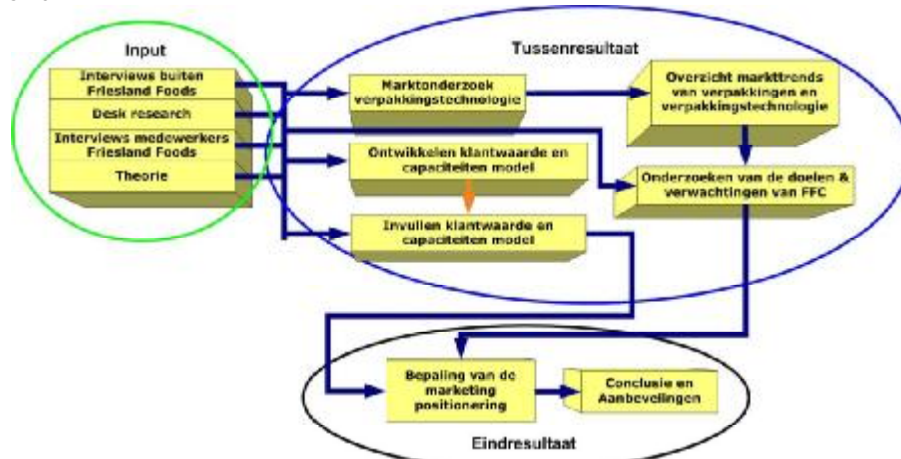 Input
Interviews buiten
Friesland Foods
Desk research
Interviews medewerkers
Friesland Foods
Theorie
Tussenresultaat
Marktonderzoek
verpakkingstechnologie
Overzicht markttrends
van verpakkingen en
verpakkingstechnologie
Ontwikkelen klantwaarde en
capaciteiten model
Onderzoeken van de doelen &
verwachtingen van FFC
Invullen klantwaarde en
capaciteiten model
Bepaling van de
marketing
positionering
Conclusie en
Aanbevelingen
Eindresultaat